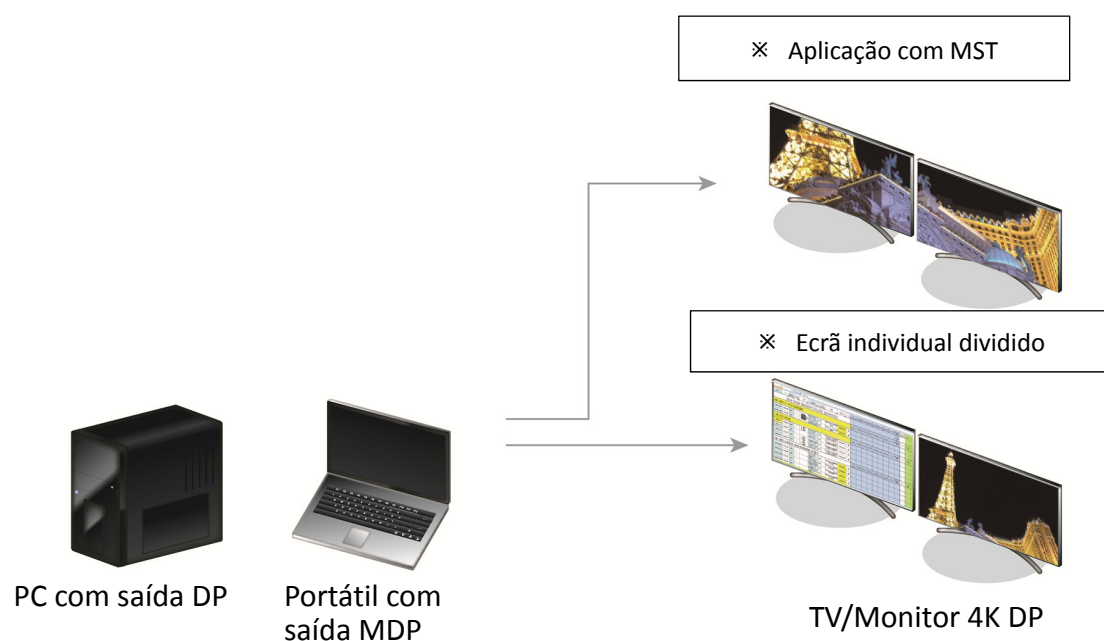 ※ Aplicação com MST
※ Ecrã individual dividido
PC com saída DP
Portátil com
saída MDP
TV/Monitor 4K DP